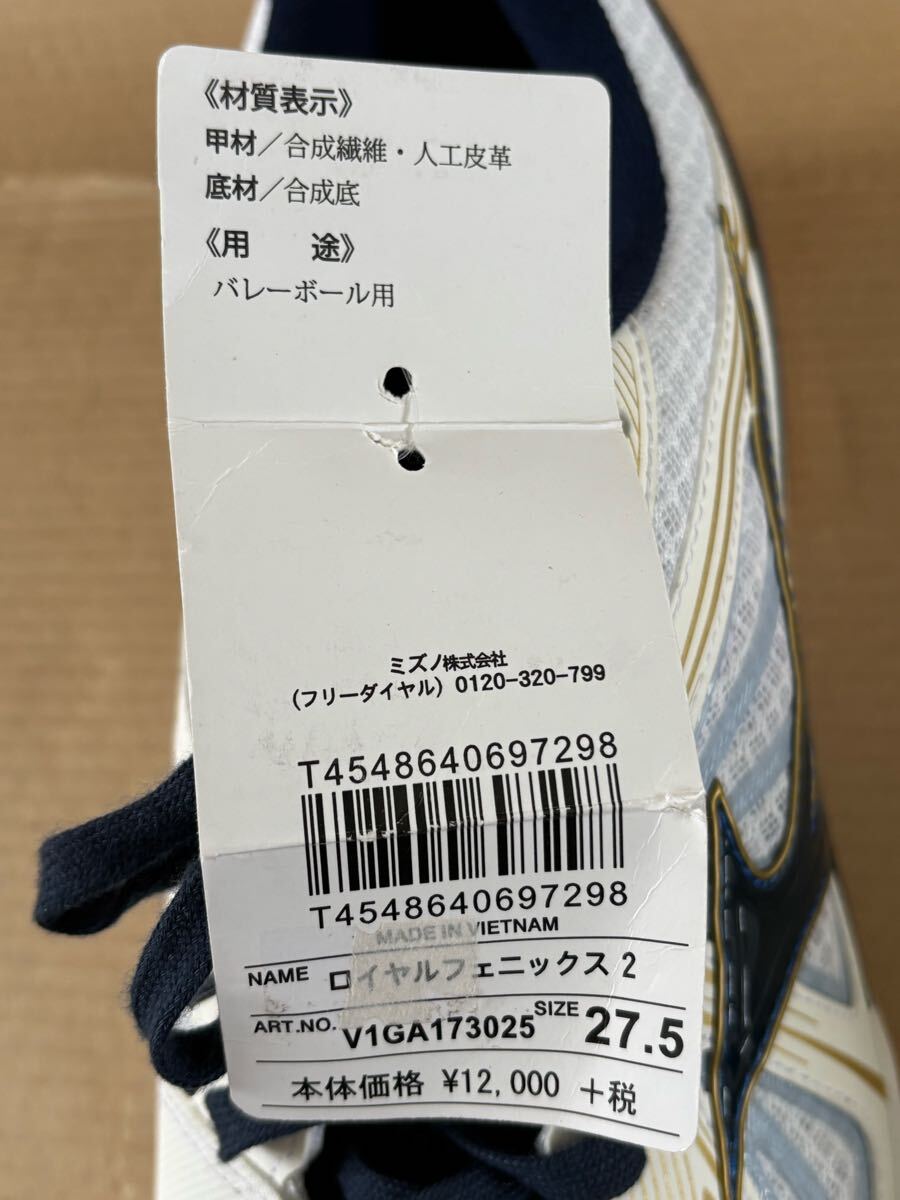 《材質表示》
甲材／合成繊維・人工皮革
底材／合成底
《用　途》
バレーボール用
ミズノ株式会社
(フリーダイヤル) 0120-320-799
T4548640697298
T4548640697298
MADE IN VIETNAM
NAME ロイヤルフェニックス 2
ART.NO. V1GA173025 SIZE 27.5
本体価格 ¥12,000 +税